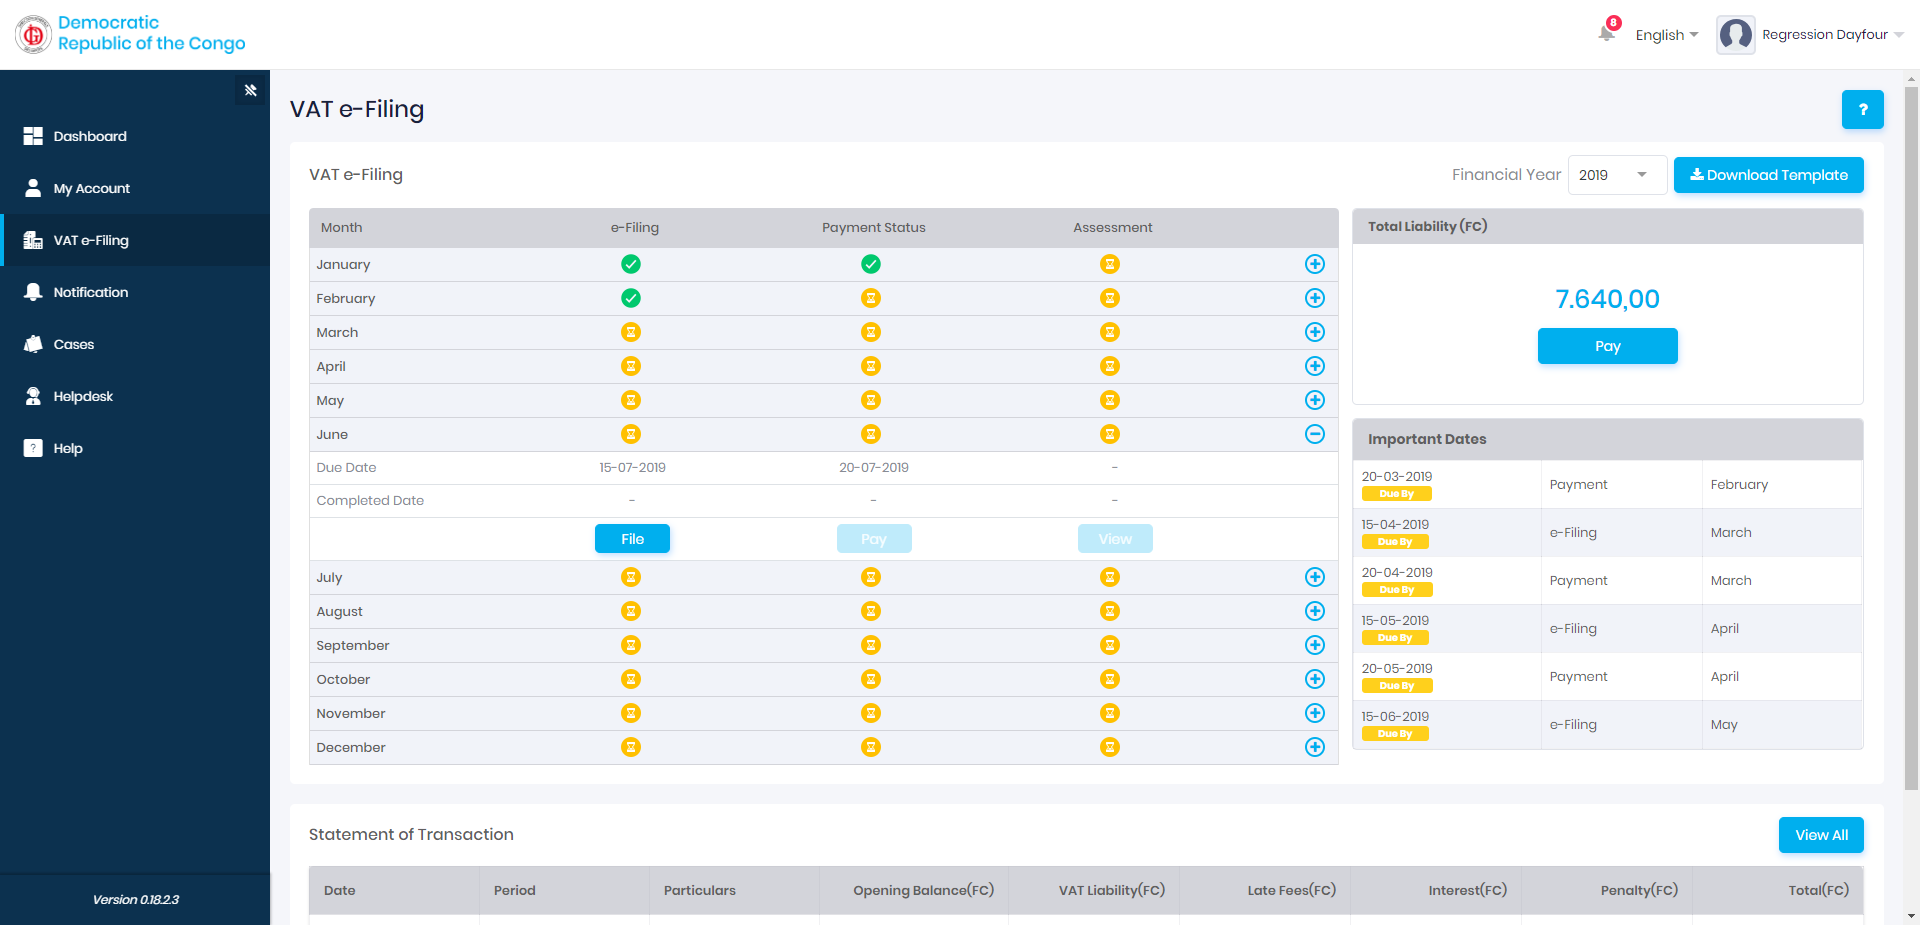 Democratic
Republic of the Congo
8
English
Regression Dayfour
Dashboard
My Account
VAT e-Filing
Notification
Cases
Helpdesk
? Help
Version 0.18.2.3
VAT e-Filing
?
VAT e-Filing
Financial Year 2019 Download Template
Month e-Filing Payment Status Assessment
January
February
March
April
May
June
Due Date 15-07-2019 20-07-2019 -
Completed Date - - -
File Pay View
July
August
September
October
November
December
Total Liability (FC)
7.640,00
Pay
Important Dates
20-03-2019 Due By Payment February
15-04-2019 Due By e-Filing March
20-04-2019 Due By Payment March
15-05-2019 Due By e-Filing April
20-05-2019 Due By Payment April
15-06-2019 Due By e-Filing May
Statement of Transaction
View All
Date Period Particulars Opening Balance(FC) VAT Liability(FC) Late Fees(FC) Interest(FC) Penalty(FC) Total(FC)